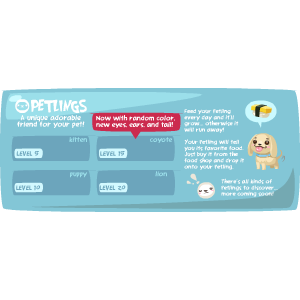 PETLINGS
A unique adorable
friend for your pet!
Now with random color,
new eyes, ears, and tail!
kitten
coyote
LEVEL 5
LEVEL 15
puppy
lion
LEVEL 10
LEVEL 20
Feed your petling
every day and it'll
grow... otherwise it
will run away!
Your petling will tell
you its favorite food.
Just buy it from the
food shop and drop it
onto your petling.
There's all kinds of
petlings to discover...
more coming soon!